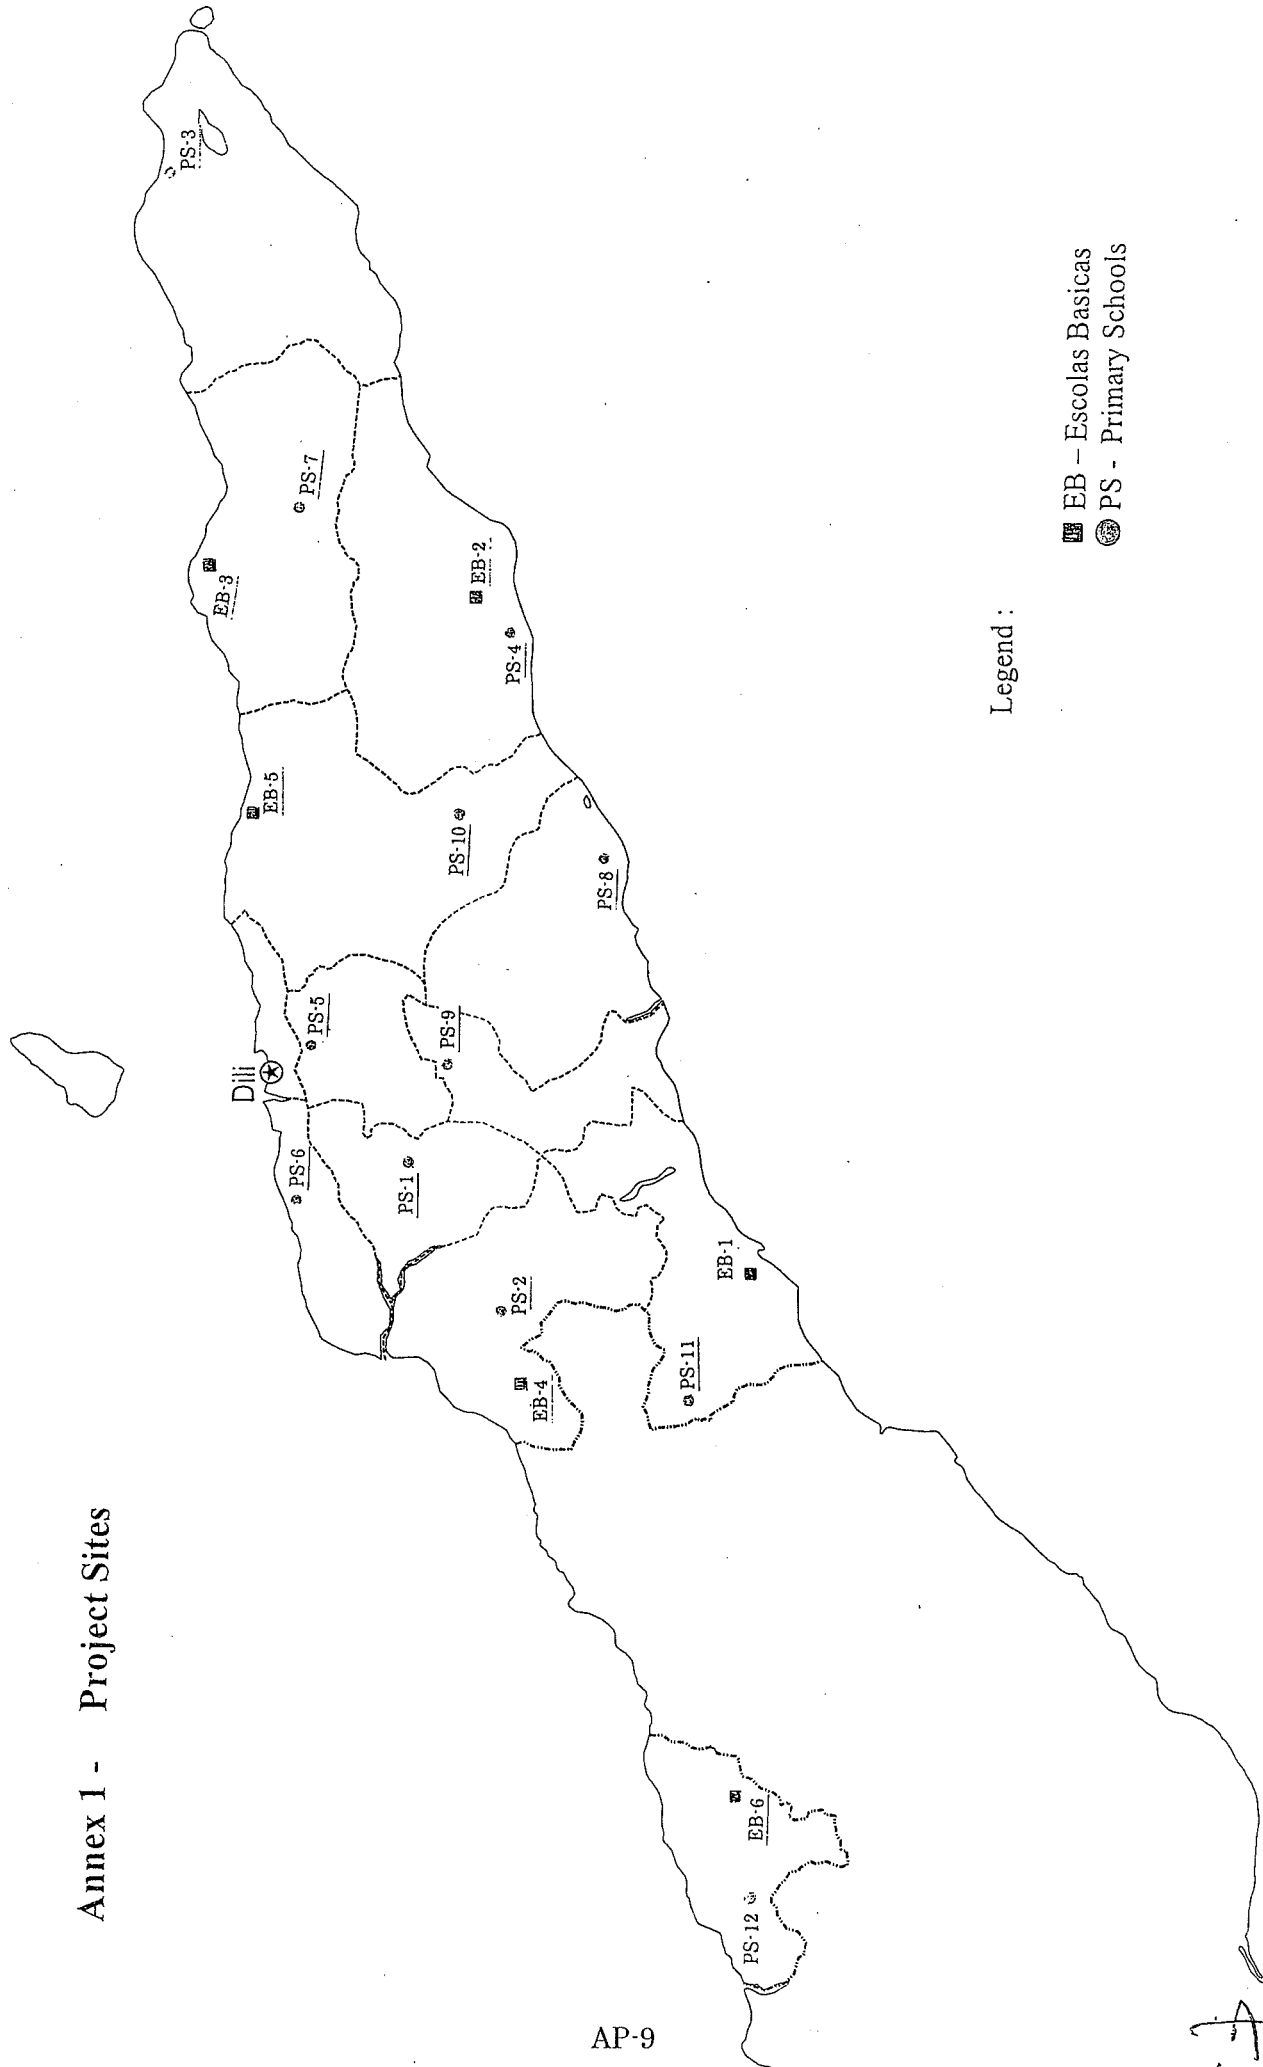 Annex 1 - Project Sites
PS-3
PS-7
EB-3
EB-2
PS-4
EB-5
PS-10
PS-8
PS-5
PS-9
Dili
PS-6
PS-1
PS-2
EB-1
EB-4
PS-11
EB-6
PS-12
Legend :
EB – Escolas Basicas
PS - Primary Schools
AP-9